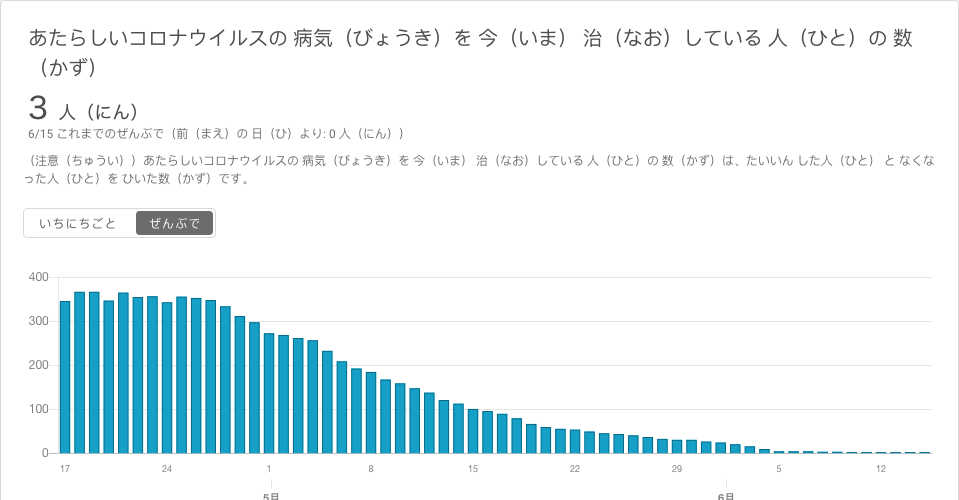 あたらしいコロナウイルスの 病気（びょうき）を 今（いま） 治（なお）している 人（ひと）の 数
（かず）
3 人（にん）
6/15 これまでのぜんぶで（前（まえ）の 日（ひ）より: 0 人（にん））
（注意（ちゅうい））あたらしいコロナウイルスの 病気（びょうき）を 今（いま） 治（なお）している 人（ひと）の 数（かず）は、たいいん した人（ひと） と なくな
った人（ひと）を ひいた数（かず）です。
いちにちごと ぜんぶで
400
300
200
100
0
17 24 1 8 15 22 29 5 12
5月 6月